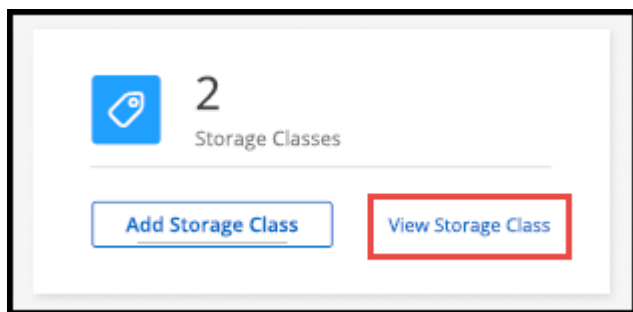 2
Storage Classes
Add Storage Class
View Storage Class